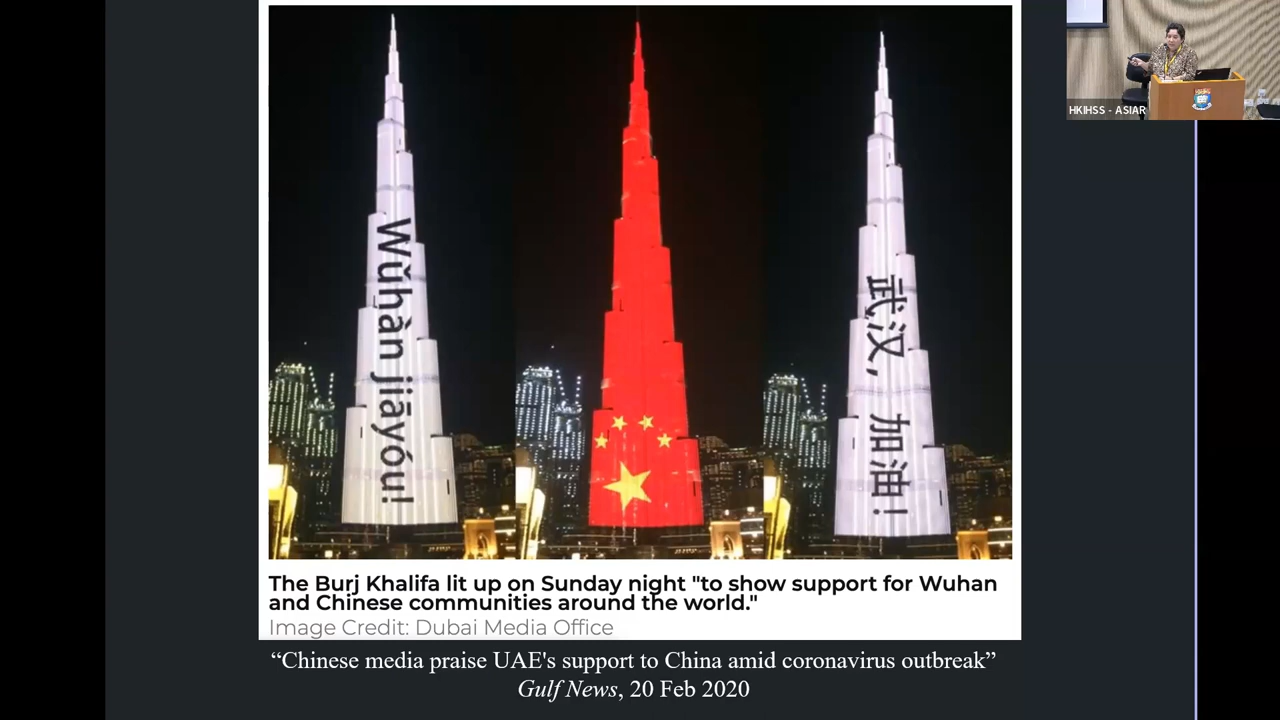 Wǔhàn jiāyóu!
武汉，加油！
HKIHSS - ASIAR
The Burj Khalifa lit up on Sunday night "to show support for Wuhan
and Chinese communities around the world."
Image Credit: Dubai Media Office
“Chinese media praise UAE's support to China amid coronavirus outbreak”
Gulf News, 20 Feb 2020